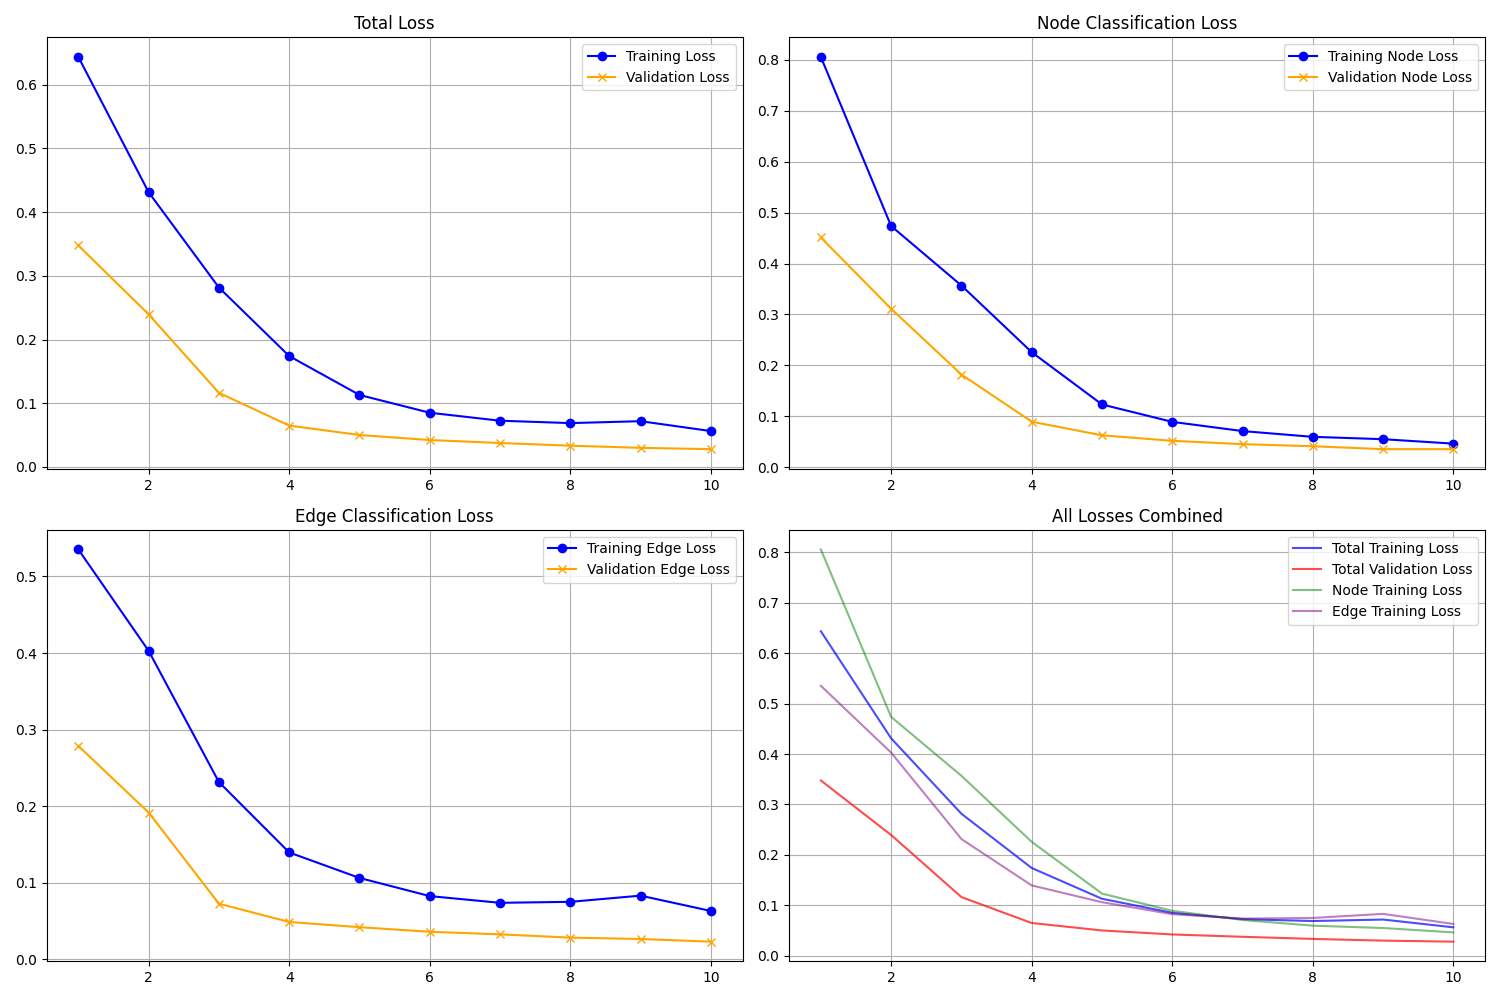 Total Loss
Training Loss
Validation Loss
0.6
0.5
0.4
0.3
0.2
0.1
0.0
2 4 6 8 10
Node Classification Loss
Training Node Loss
Validation Node Loss
0.8
0.7
0.6
0.5
0.4
0.3
0.2
0.1
0.0
2 4 6 8 10
Edge Classification Loss
Training Edge Loss
Validation Edge Loss
0.5
0.4
0.3
0.2
0.1
0.0
2 4 6 8 10
All Losses Combined
Total Training Loss
Total Validation Loss
Node Training Loss
Edge Training Loss
0.8
0.7
0.6
0.5
0.4
0.3
0.2
0.1
0.0
2 4 6 8 10